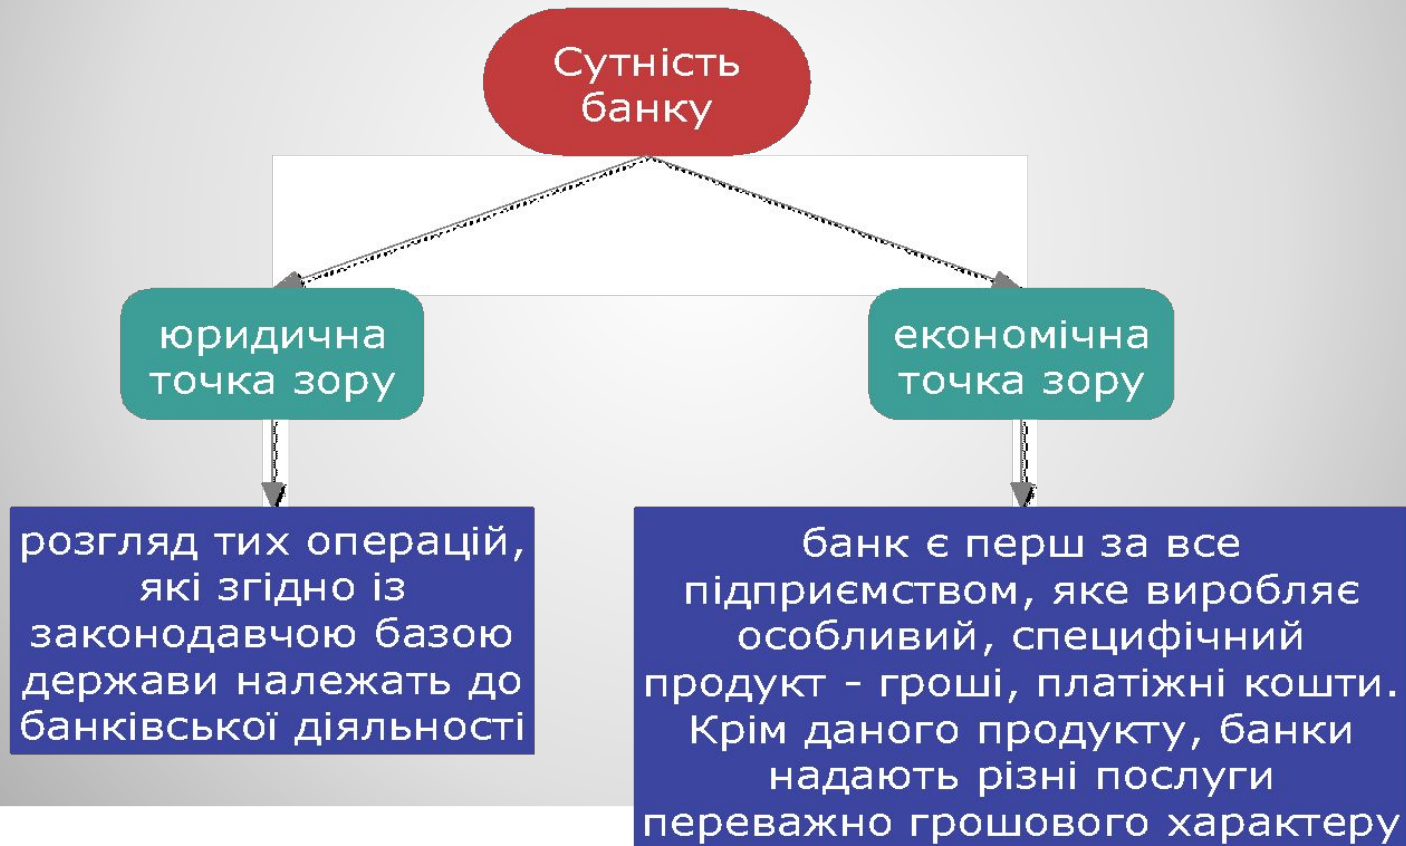 Сутність
банку
юридична
точка зору
економічна
точка зору
розгляд тих операцій,
які згідно із
законодавчою базою
держави належать до
банківської діяльності
банк є перш за все
підприємством, яке виробляє
особливий, специфічний
продукт - гроші, платіжні кошти.
Крім даного продукту, банки
надають різні послуги
переважно грошового характеру